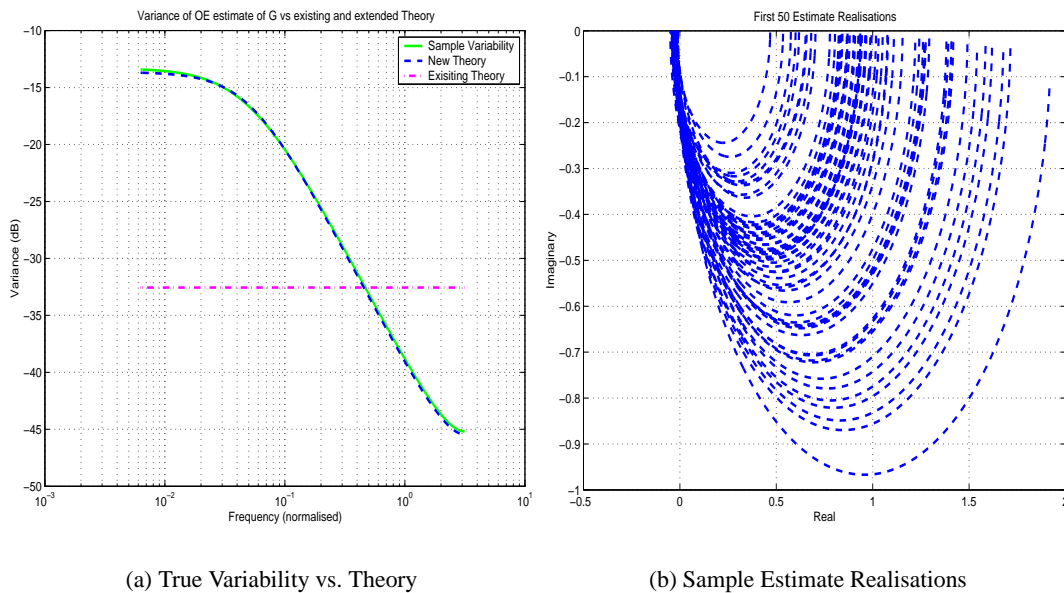 Variance of OE estimate of G vs existing and extended Theory
−10
−15
−20
−25
−30
−35
−40
−45
−50
Variance (dB)
Sample Variability
New Theory
Exisiting Theory
10−3
10−2
10−1
100
101
Frequency (normalised)
(a) True Variability vs. Theory
First 50 Estimate Realisations
0
−0.1
−0.2
−0.3
−0.4
−0.5
−0.6
−0.7
−0.8
−0.9
−1
Imaginary
−0.5
0
0.5
1
1.5
2
Real
(b) Sample Estimate Realisations